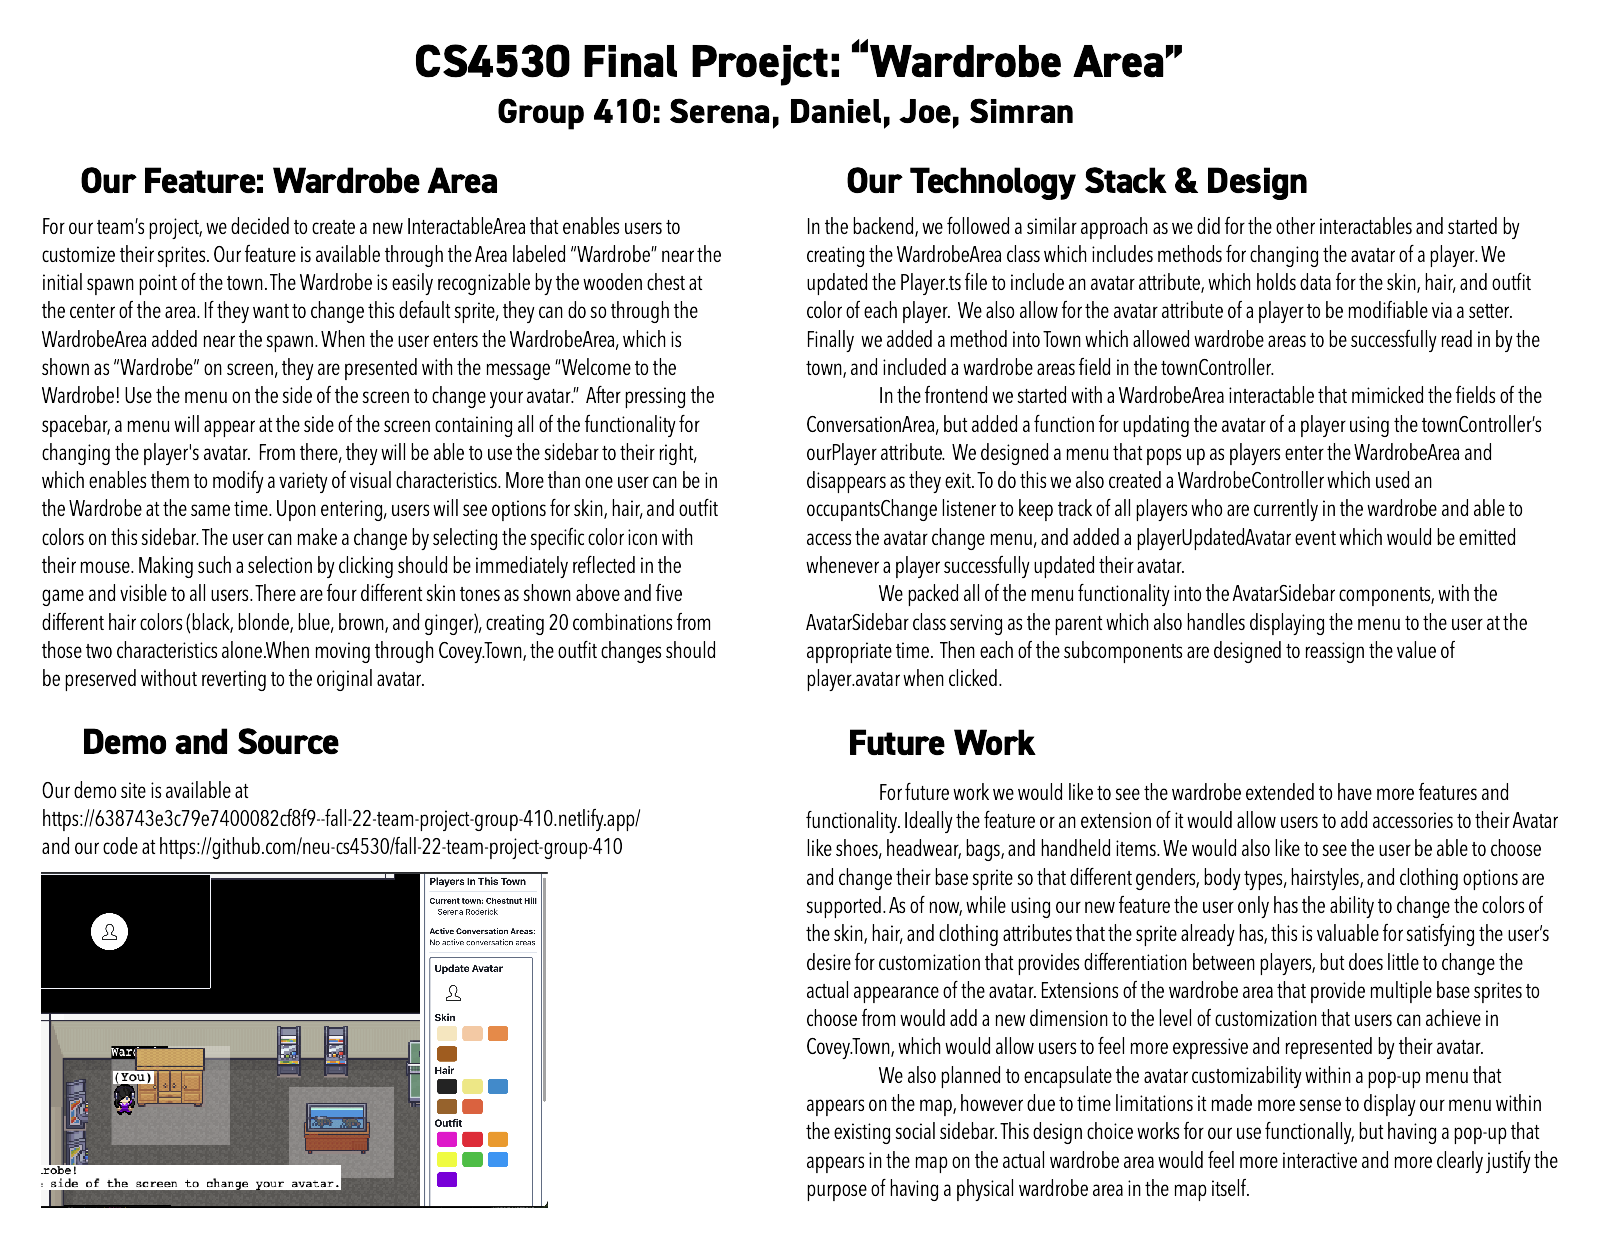 CS4530 Final Proejct: “Wardrobe Area”
Group 410: Serena, Daniel, Joe, Simran
Our Feature: Wardrobe Area
For our team’s project, we decided to create a new InteractableArea that enables users to
customize their sprites. Our feature is available through the Area labeled “Wardrobe” near the
initial spawn point of the town. The Wardrobe is easily recognizable by the wooden chest at
the center of the area. If they want to change this default sprite, they can do so through the
WardrobeArea added near the spawn. When the user enters the WardrobeArea, which is
shown as “Wardrobe” on screen, they are presented with the message “Welcome to the
Wardrobe! Use the menu on the side of the screen to change your avatar.” After pressing the
spacebar, a menu will appear at the side of the screen containing all of the functionality for
changing the player's avatar. From there, they will be able to use the sidebar to their right,
which enables them to modify a variety of visual characteristics. More than one user can be in
the Wardrobe at the same time. Upon entering, users will see options for skin, hair, and outfit
colors on this sidebar. The user can make a change by selecting the specific color icon with
their mouse. Making such a selection by clicking should be immediately reflected in the
game and visible to all users. There are four different skin tones as shown above and five
different hair colors (black, blonde, blue, brown, and ginger), creating 20 combinations from
those two characteristics alone.When moving through Covey.Town, the outfit changes should
be preserved without reverting to the original avatar.
Demo and Source
Our demo site is available at
https://638743e3c79e7400082cf8f9--fall-22-team-project-group-410.netlify.app/
and our code at https://github.com/neu-cs4530/fall-22-team-project-group-410
Players In This Town
Current town: Chestnut Hill
Serena Roderick
Active Conversation Areas:
No active conversation areas
Update Avatar
Skin
Hair
Outfit
(You)
robe!
side of the screen to change your avatar.
Our Technology Stack & Design
In the backend, we followed a similar approach as we did for the other interactables and started by
creating the WardrobeArea class which includes methods for changing the avatar of a player. We
updated the Player.ts file to include an avatar attribute, which holds data for the skin, hair, and outfit
color of each player. We also allow for the avatar attribute of a player to be modifiable via a setter.
Finally we added a method into Town which allowed wardrobe areas to be successfully read in by the
town, and included a wardrobe areas field in the townController.
In the frontend we started with a WardrobeArea interactable that mimicked the fields of the
ConversationArea, but added a function for updating the avatar of a player using the townController’s
ourPlayer attribute. We designed a menu that pops up as players enter the WardrobeArea and
disappears as they exit. To do this we also created a WardrobeController which used an
occupantsChange listener to keep track of all players who are currently in the wardrobe and able to
access the avatar change menu, and added a playerUpdatedAvatar event which would be emitted
whenever a player successfully updated their avatar.
We packed all of the menu functionality into the AvatarSidebar components, with the
AvatarSidebar class serving as the parent which also handles displaying the menu to the user at the
appropriate time. Then each of the subcomponents are designed to reassign the value of
player.avatar when clicked.
Future Work
For future work we would like to see the wardrobe extended to have more features and
functionality. Ideally the feature or an extension of it would allow users to add accessories to their Avatar
like shoes, headwear, bags, and handheld items. We would also like to see the user be able to choose
and change their base sprite so that different genders, body types, hairstyles, and clothing options are
supported. As of now, while using our new feature the user only has the ability to change the colors of
the skin, hair, and clothing attributes that the sprite already has, this is valuable for satisfying the user’s
desire for customization that provides differentiation between players, but does little to change the
actual appearance of the avatar. Extensions of the wardrobe area that provide multiple base sprites to
choose from would add a new dimension to the level of customization that users can achieve in
Covey.Town, which would allow users to feel more expressive and represented by their avatar.
We also planned to encapsulate the avatar customizability within a pop-up menu that
appears on the map, however due to time limitations it made more sense to display our menu within
the existing social sidebar. This design choice works for our use functionally, but having a pop-up that
appears in the map on the actual wardrobe area would feel more interactive and more clearly justify the
purpose of having a physical wardrobe area in the map itself.